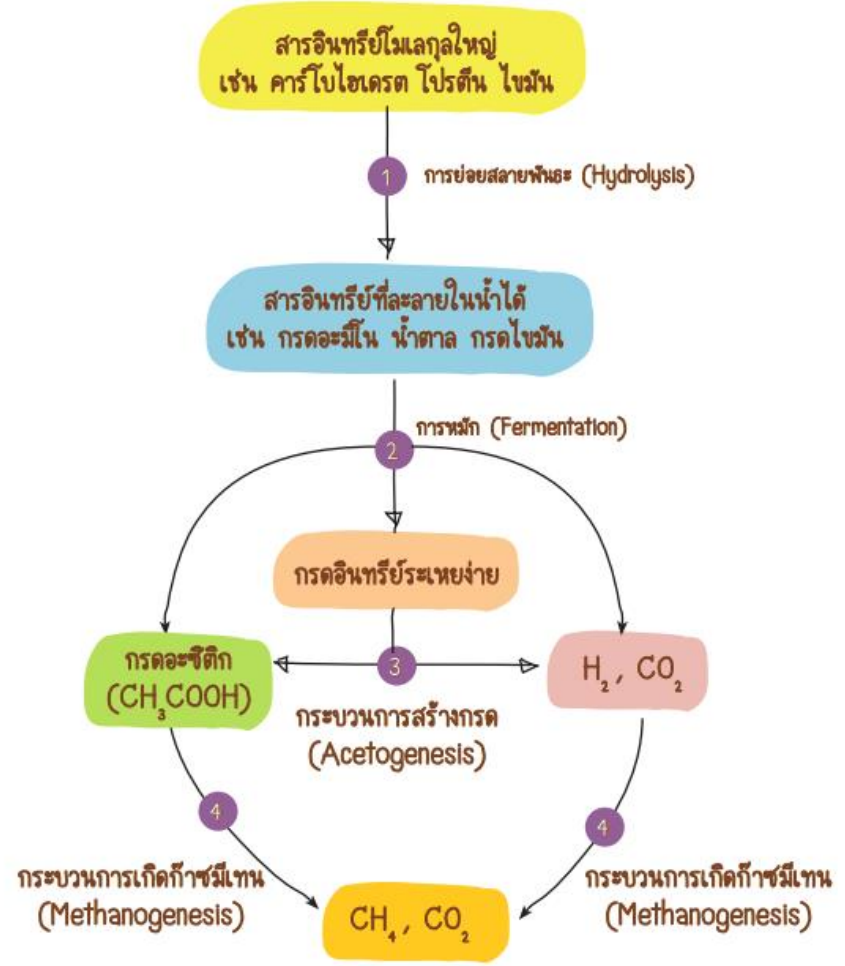 สารอินทรีย์โมเลกุลใหญ่
เช่น คาร์โบไฮเดรต โปรตีน ไขมัน
1
การย่อยสลายพันธะ (Hydrolysis)
สารอินทรีย์ที่ละลายในน้ำได้
เช่น กรดอะมิโน น้ำตาล กรดไขมัน
การหมัก (Fermentation)
2
กรดอินทรีย์ระเหยง่าย
กรดอะซิติก
(CH₃COOH)
3
H₂, CO₂
กระบวนการสร้างกรด
(Acetogenesis)
4
4
กระบวนการเกิดก๊าซมีเทน
(Methanogenesis)
กระบวนการเกิดก๊าซมีเทน
(Methanogenesis)
CH₄, CO₂